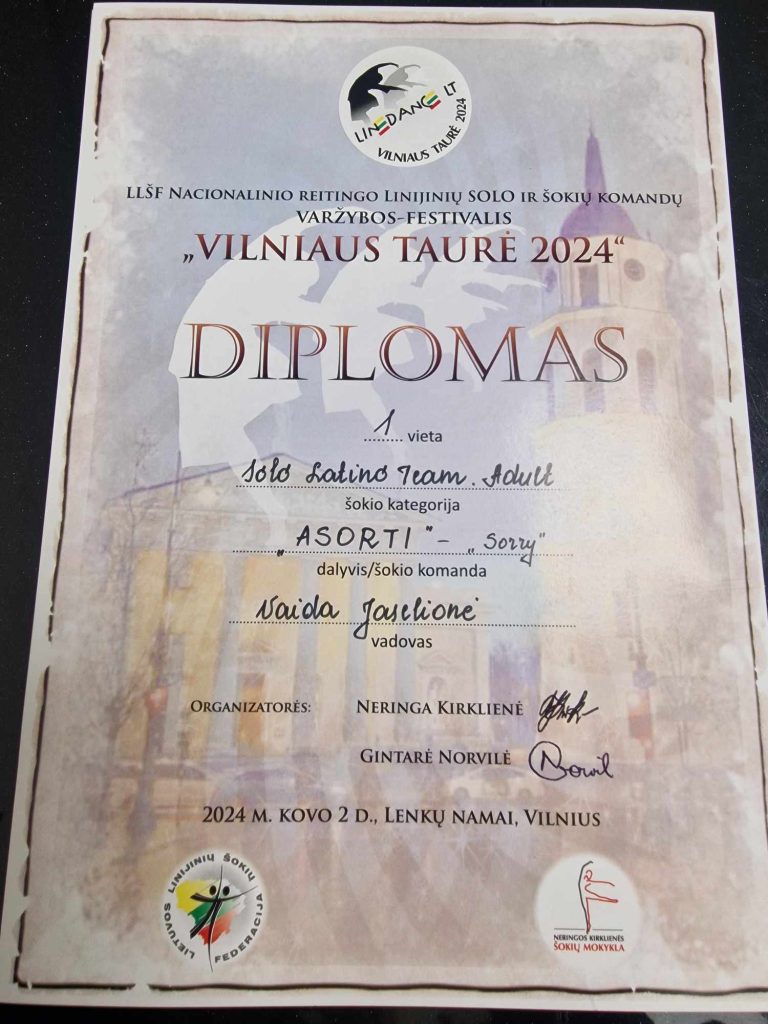 LINEDANCE LT
VILNIAUS TAURĖ 2024
LLŠF NACIONALINIO REITINGO LINIJINIŲ SOLO IR ŠOKIŲ KOMANDŲ
VARŽYBOS-FESTIVALIS
„VILNIAUS TAURĖ 2024“
DIPLOMAS
1 vieta
Solo Latino Team. Adult
šokio kategorija
„ASORTI" - „Sorry"
dalyvis/šokio komanda
Vaida Jaselionė
vadovas
ORGANIZATORĖS: NERINGA KIRKLIENĖ
GINTARĖ NORVILĖ
2024 M. KOVO 2 D., LENKŲ NAMAI, VILNIUS
LIETUVOS LINIJINIŲ ŠOKIŲ FEDERACIJA
NERINGOS KIRKLIENĖS
ŠOKIŲ MOKYKLA